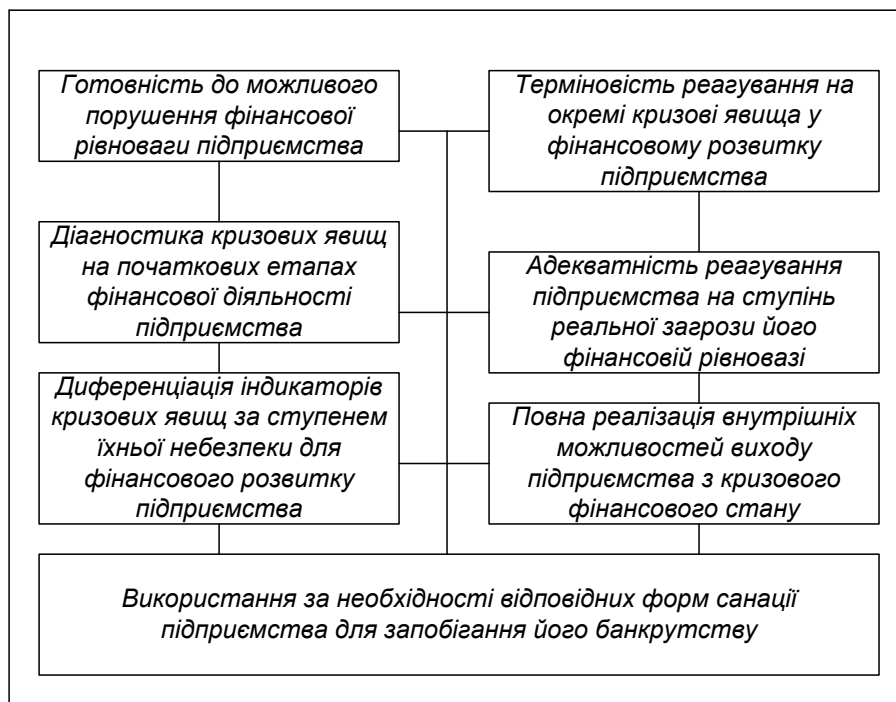 Готовність до можливого
порушення фінансової
рівноваги підприємства
Терміновість реагування на
окремі кризові явища у
фінансовому розвитку
підприємства
Діагностика кризових явищ
на початкових етапах
фінансової діяльності
підприємства
Адекватність реагування
підприємства на ступінь
реальної загрози його
фінансовій рівновазі
Диференціація індикаторів
кризових явищ за ступенем
їхньої небезпеки для
фінансового розвитку
підприємства
Повна реалізація внутрішніх
можливостей виходу
підприємства з кризового
фінансового стану
Використання за необхідності відповідних форм санації
підприємства для запобігання його банкрутству